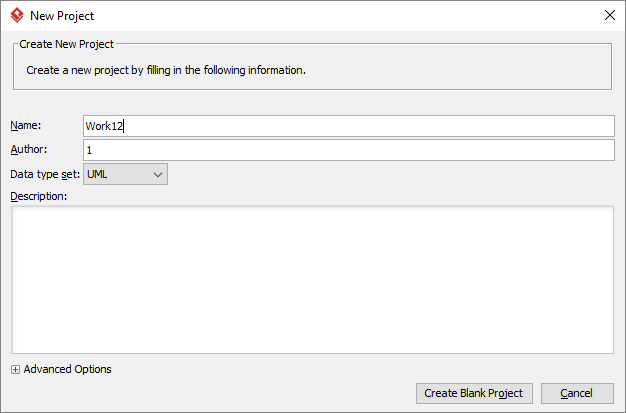 New Project
Create New Project
Create a new project by filling in the following information.
Name: Work12
Author: 1
Data type set: UML
Description:
Advanced Options
Create Blank Project Cancel